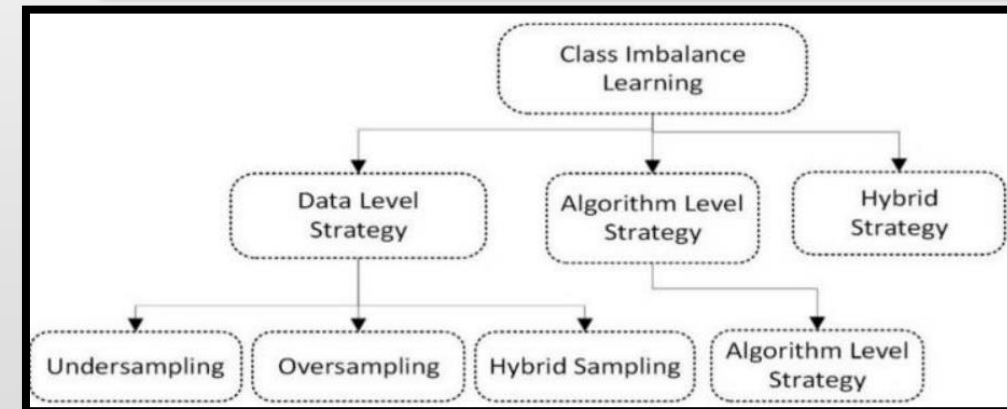 Class Imbalance
Learning
Data Level
Strategy
Algorithm Level
Strategy
Hybrid
Strategy
Undersampling
Oversampling
Hybrid Sampling
Algorithm Level
Strategy